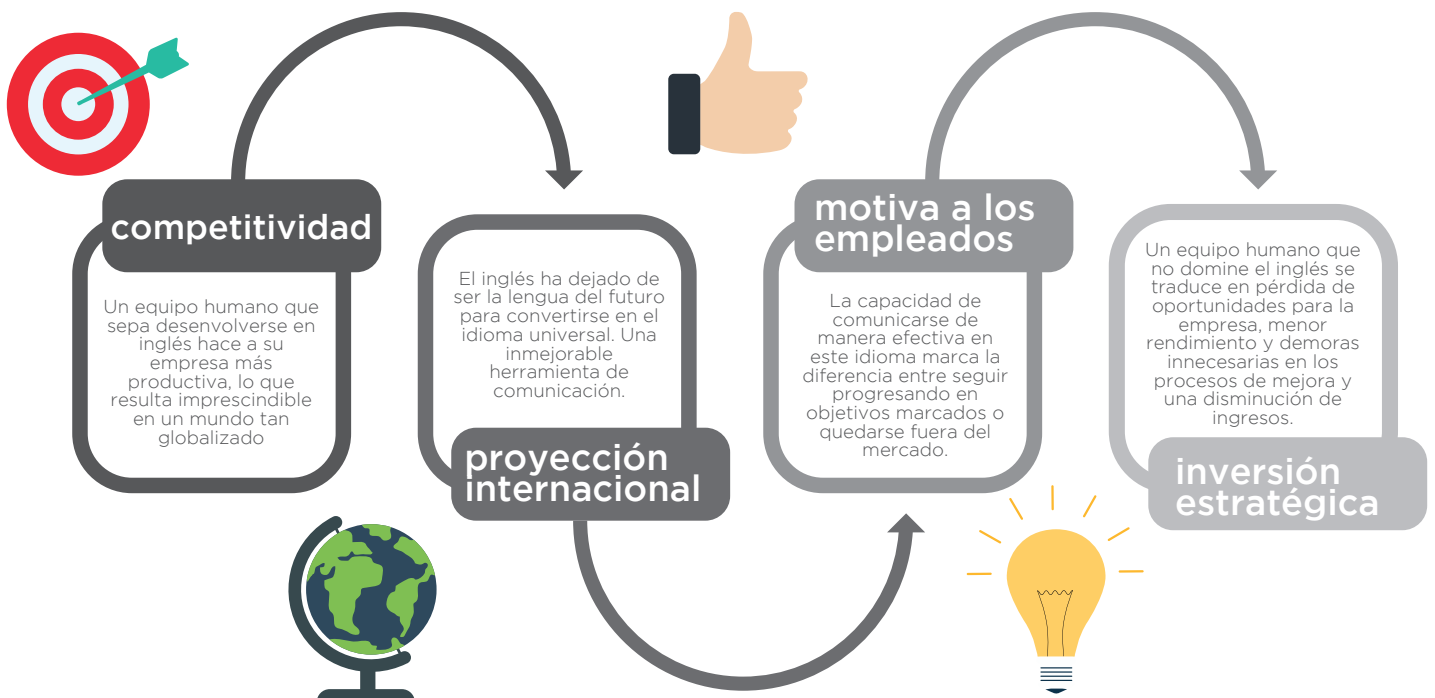 competitividad
Un equipo humano que
sepa desenvolverse en
inglés hace a su
empresa más
productiva, lo que
resulta imprescindible
en un mundo tan
globalizado
El inglés ha dejado de
ser la lengua del futuro
para convertirse en el
idioma universal. Una
inmejorable
herramienta de
comunicación.
proyección
internacional
motiva a los
empleados
La capacidad de
comunicarse de
manera efectiva en
este idioma marca la
diferencia entre seguir
progresando en
objetivos marcados o
quedarse fuera del
mercado.
Un equipo humano que
no domine el inglés se
traduce en pérdida de
oportunidades para la
empresa, menor
rendimiento y demoras
innecesarias en los
procesos de mejora y
una disminución de
ingresos.
inversión
estratégica